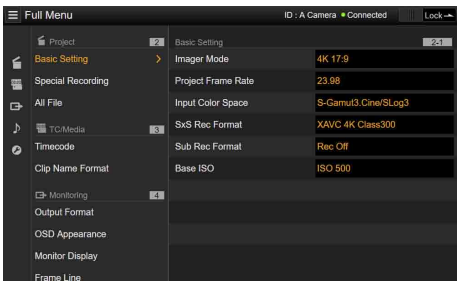 Full Menu
ID : A Camera Connected
Lock
Project 2
Basic Setting
Special Recording
All File
TC/Media 3
Timecode
Clip Name Format
Monitoring 4
Output Format
OSD Appearance
Monitor Display
Frame Line
Basic Setting 2-1
Imager Mode 4K 17:9
Project Frame Rate 23.98
Input Color Space S-Gamut3.Cine/SLog3
SxS Rec Format XAVC 4K Class300
Sub Rec Format Rec Off
Base ISO ISO 500